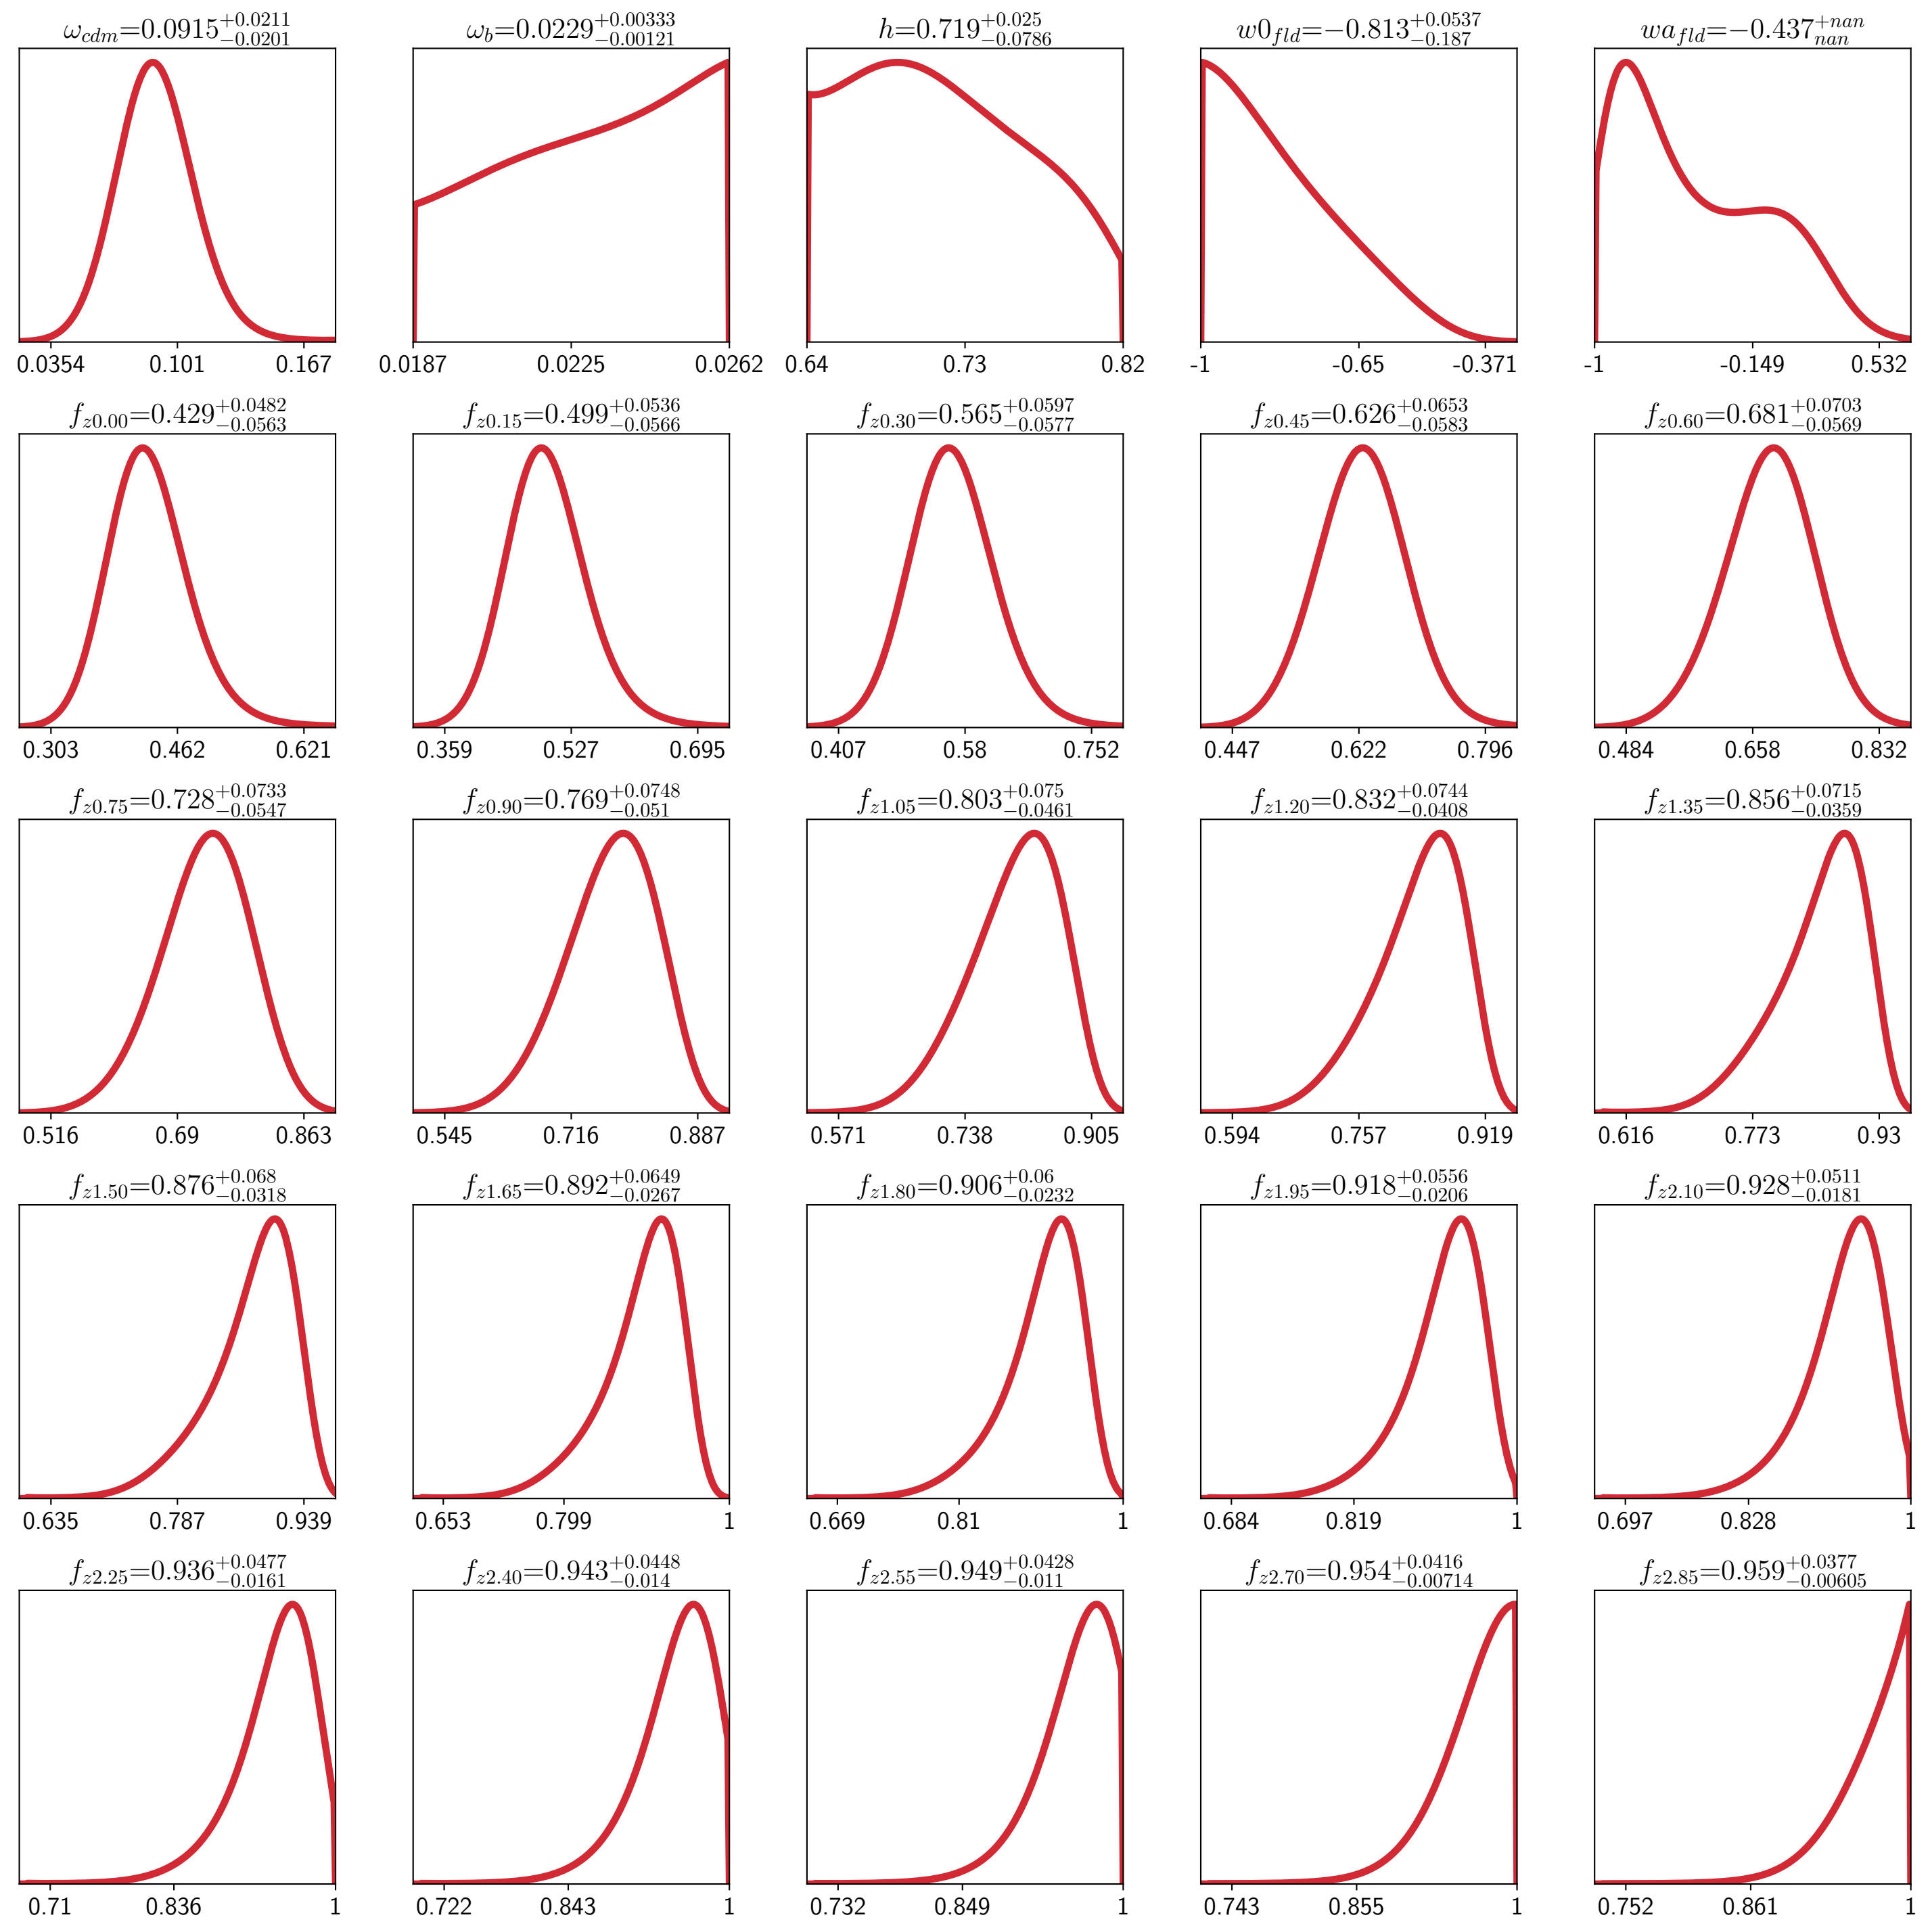 ω_cdm=0.0915^{+0.0211}_{−0.0201} ω_b=0.0229^{+0.00333}_{−0.00121} h=0.719^{+0.025}_{−0.0786} w0_fld=−0.813^{+0.0537}_{−0.187} wa_fld=−0.437^{+nan}_{nan}
0.0354 0.101 0.167 0.0187 0.0225 0.0262 0.64 0.73 0.82 -1 -0.65 -0.371 -1 -0.149 0.532
f_z0.00=0.429^{+0.0482}_{−0.0563} f_z0.15=0.499^{+0.0536}_{−0.0566} f_z0.30=0.565^{+0.0597}_{−0.0577} f_z0.45=0.626^{+0.0653}_{−0.0583} f_z0.60=0.681^{+0.0703}_{−0.0569}
0.303 0.462 0.621 0.359 0.527 0.695 0.407 0.58 0.752 0.447 0.622 0.796 0.484 0.658 0.832
f_z0.75=0.728^{+0.0733}_{−0.0547} f_z0.90=0.769^{+0.0748}_{−0.051} f_z1.05=0.803^{+0.075}_{−0.0461} f_z1.20=0.832^{+0.0744}_{−0.0408} f_z1.35=0.856^{+0.0715}_{−0.0359}
0.516 0.69 0.863 0.545 0.716 0.887 0.571 0.738 0.905 0.594 0.757 0.919 0.616 0.773 0.93
f_z1.50=0.876^{+0.068}_{−0.0318} f_z1.65=0.892^{+0.0649}_{−0.0267} f_z1.80=0.906^{+0.06}_{−0.0232} f_z1.95=0.918^{+0.0556}_{−0.0206} f_z2.10=0.928^{+0.0511}_{−0.0181}
0.635 0.787 0.939 0.653 0.799 1 0.669 0.81 1 0.684 0.819 1 0.697 0.828 1
f_z2.25=0.936^{+0.0477}_{−0.0161} f_z2.40=0.943^{+0.0448}_{−0.014} f_z2.55=0.949^{+0.0428}_{−0.011} f_z2.70=0.954^{+0.0416}_{−0.00714} f_z2.85=0.959^{+0.0377}_{−0.00605}
0.71 0.836 1 0.722 0.843 1 0.732 0.849 1 0.743 0.855 1 0.752 0.861 1